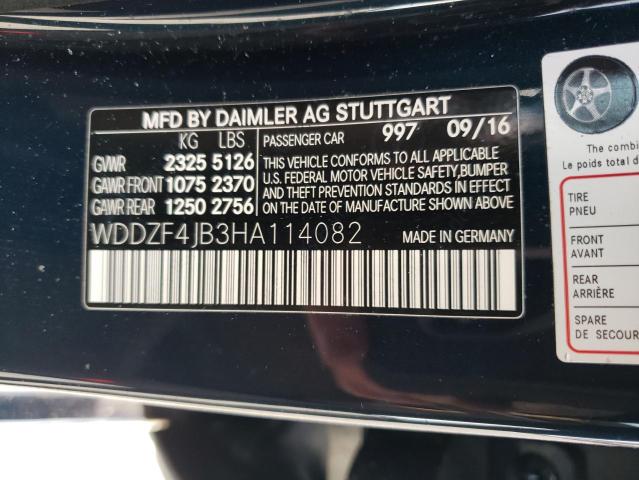 MFD BY DAIMLER AG STUTTGART
KG LBS PASSENGER CAR 997 09/16
GVWR 2325 5126
GAWR FRONT 1075 2370
GAWR REAR 1250 2756
THIS VEHICLE CONFORMS TO ALL APPLICABLE
U.S. FEDERAL MOTOR VEHICLE SAFETY,BUMPER
AND THEFT PREVENTION STANDARDS IN EFFECT
ON THE DATE OF MANUFACTURE SHOWN ABOVE.
WDDZF4JB3HA114082 MADE IN GERMANY
The combi
Le poids total d
TIRE
PNEU
FRONT
AVANT
REAR
ARRIÈRE
SPARE
DE SECOUR